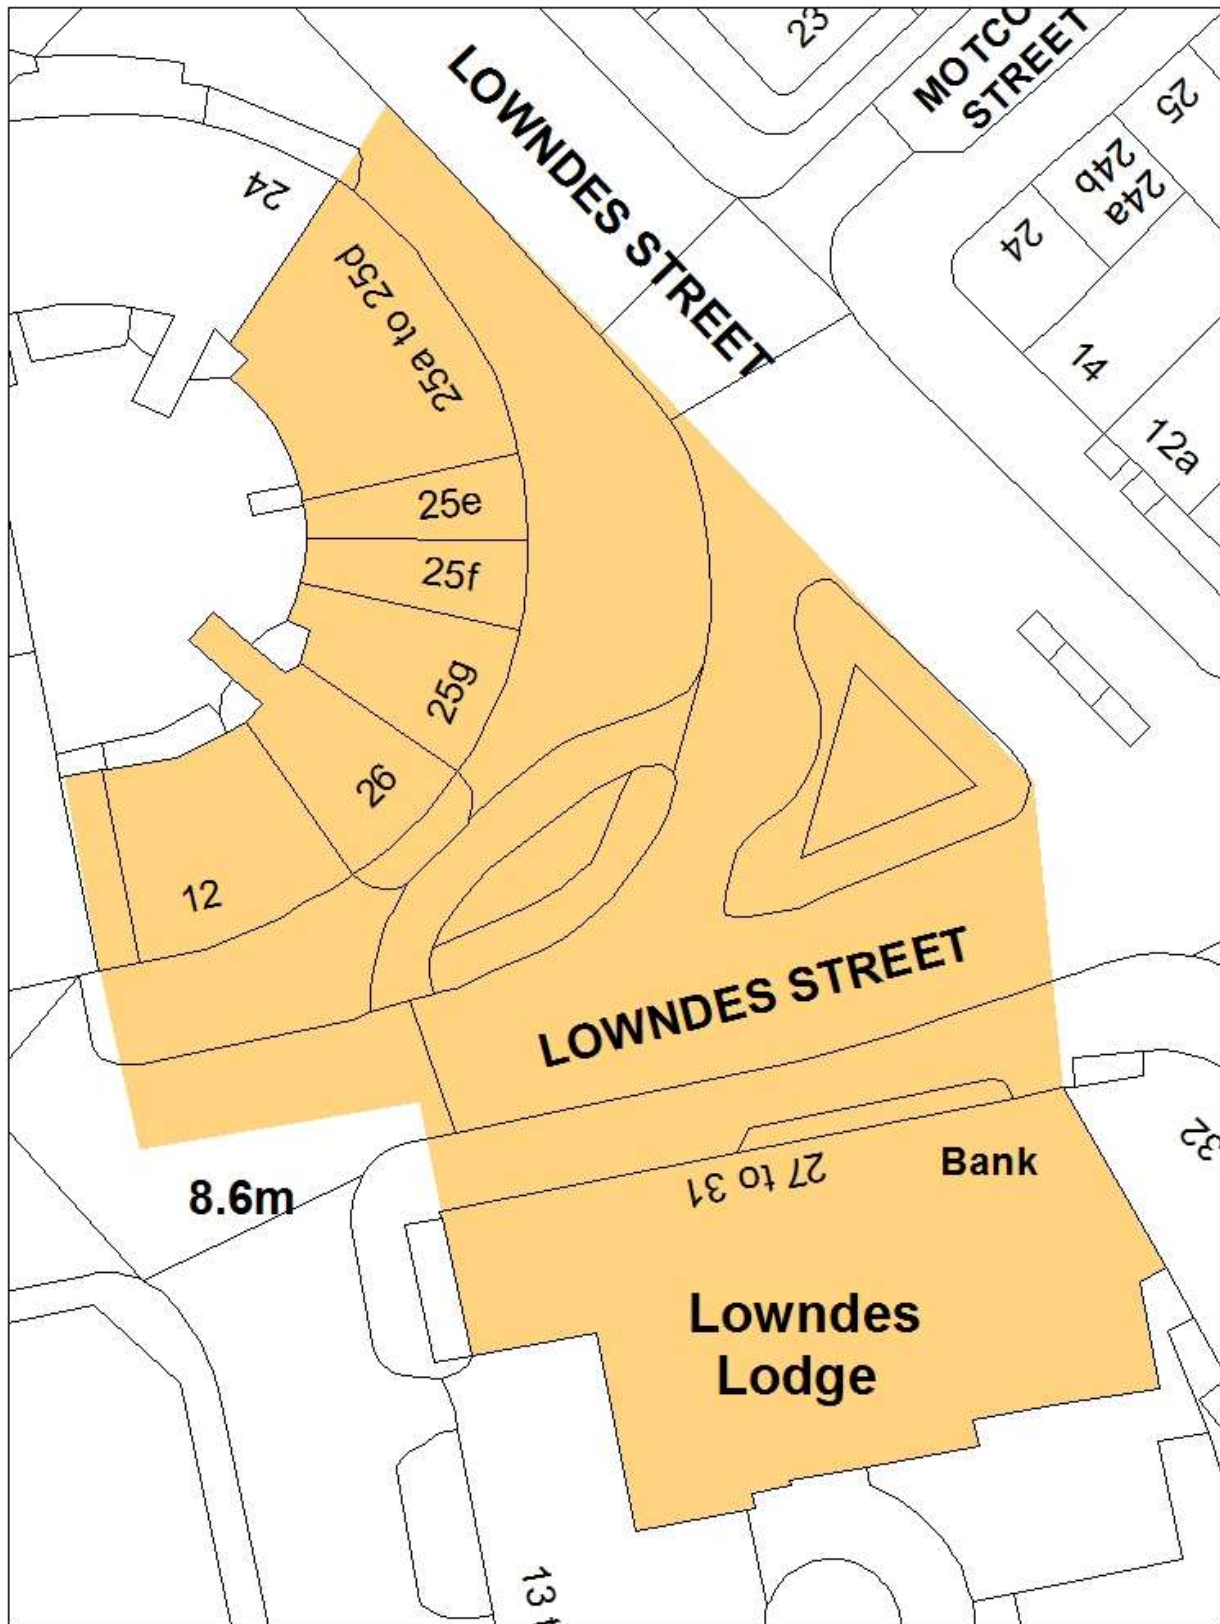 23
MOTCO
STREET
LOWNDES STREET
25
24b
24a
24
24
25a to 25d
14
12a
25e
25f
25g
26
12
LOWNDES STREET
32
27 to 31
Bank
8.6m
Lowndes
Lodge
13 t